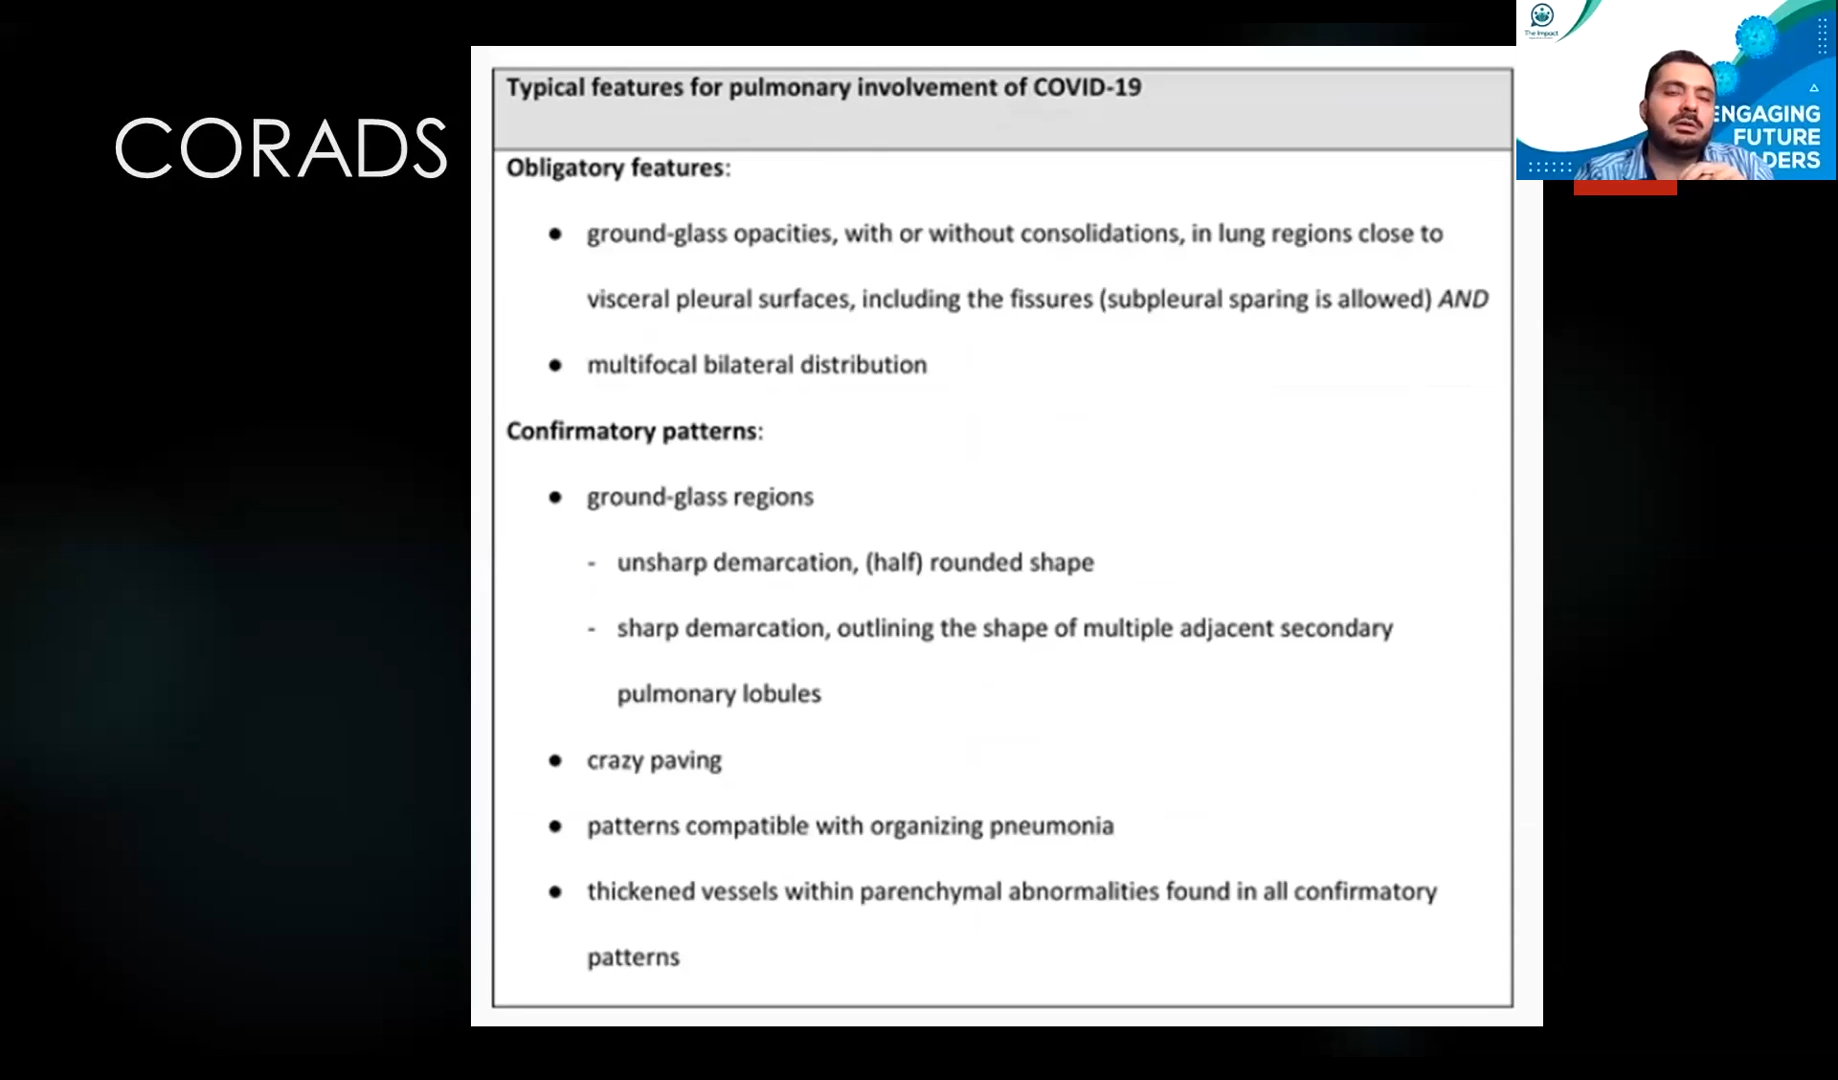 CORADS
Typical features for pulmonary involvement of COVID-19
Obligatory features:
● ground-glass opacities, with or without consolidations, in lung regions close to
visceral pleural surfaces, including the fissures (subpleural sparing is allowed) AND
● multifocal bilateral distribution
Confirmatory patterns:
● ground-glass regions
- unsharp demarcation, (half) rounded shape
- sharp demarcation, outlining the shape of multiple adjacent secondary
pulmonary lobules
● crazy paving
● patterns compatible with organizing pneumonia
● thickened vessels within parenchymal abnormalities found in all confirmatory
patterns
The Impact
ENGAGING
FUTURE
DERS